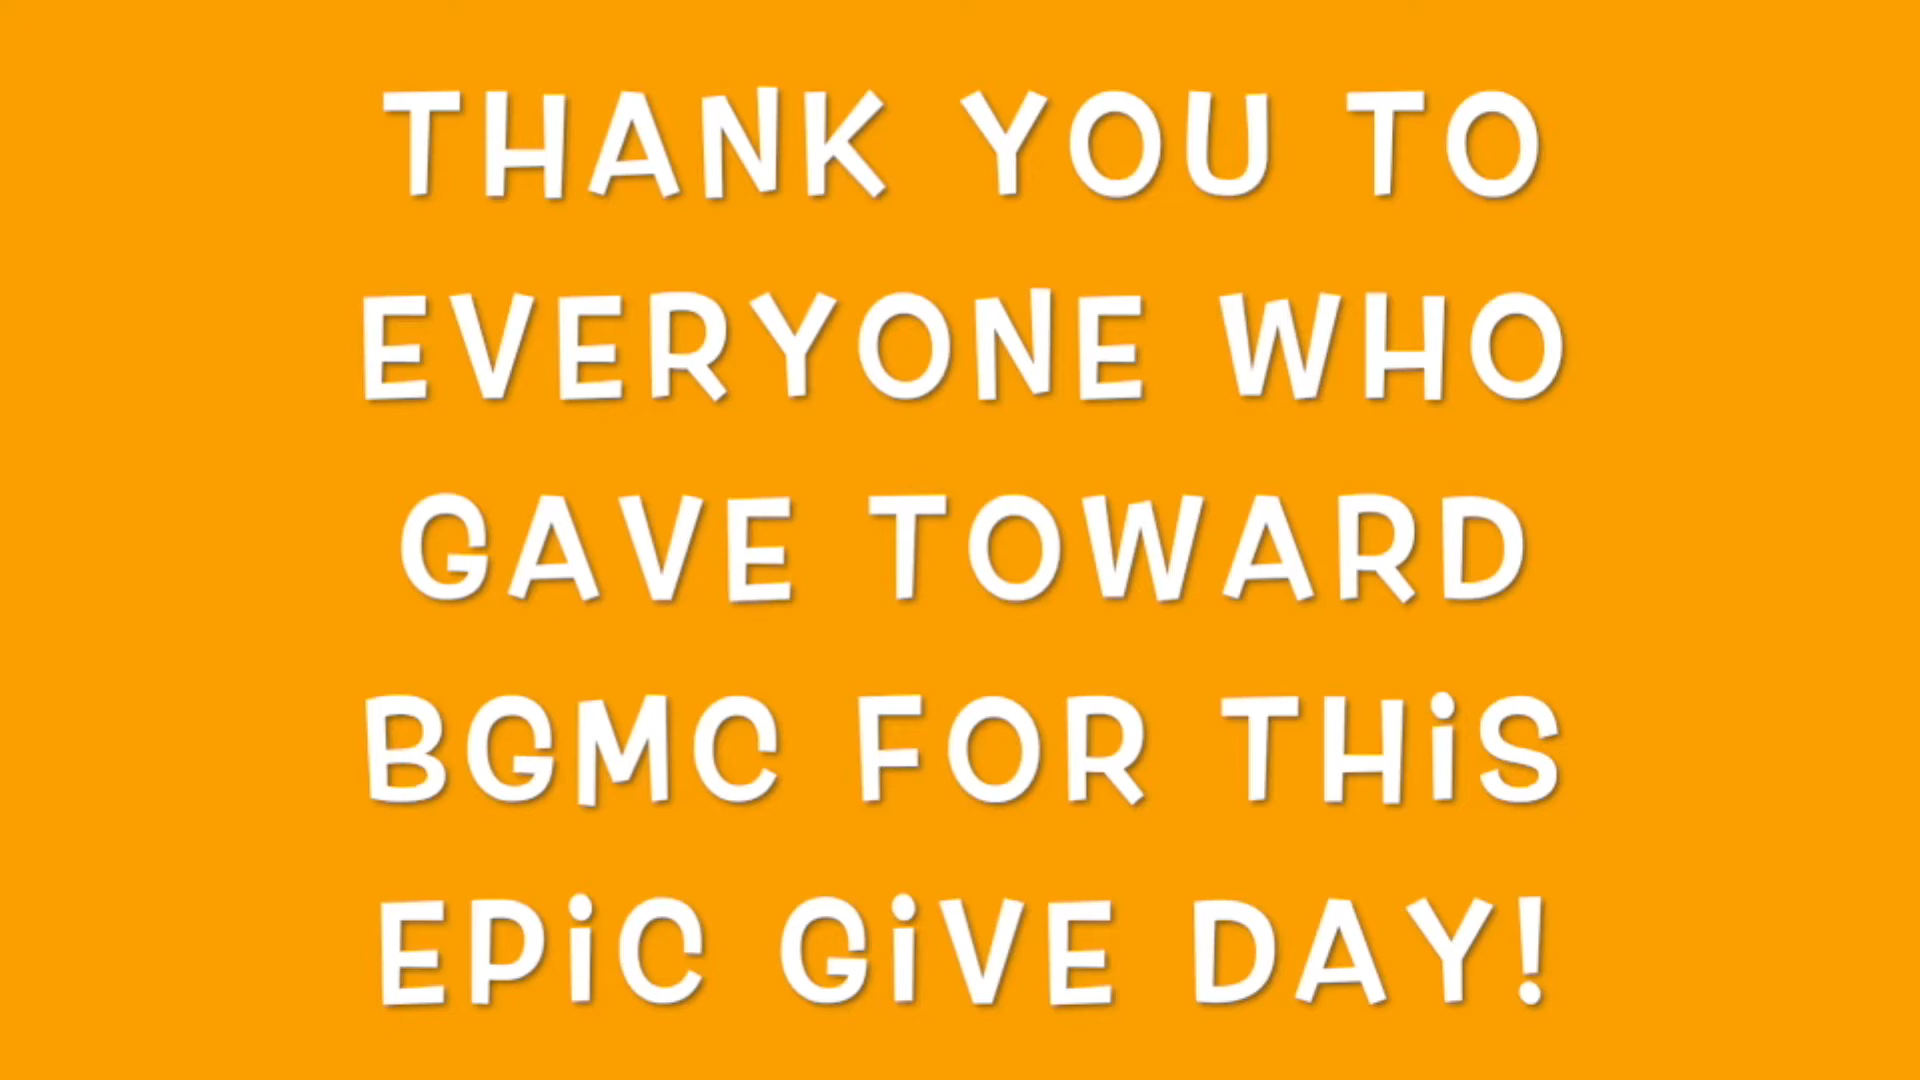 THANK YOU TO
EVERYONE WHO
GAVE TOWARD
BGMC FOR THiS
EPiC GiVE DAY!